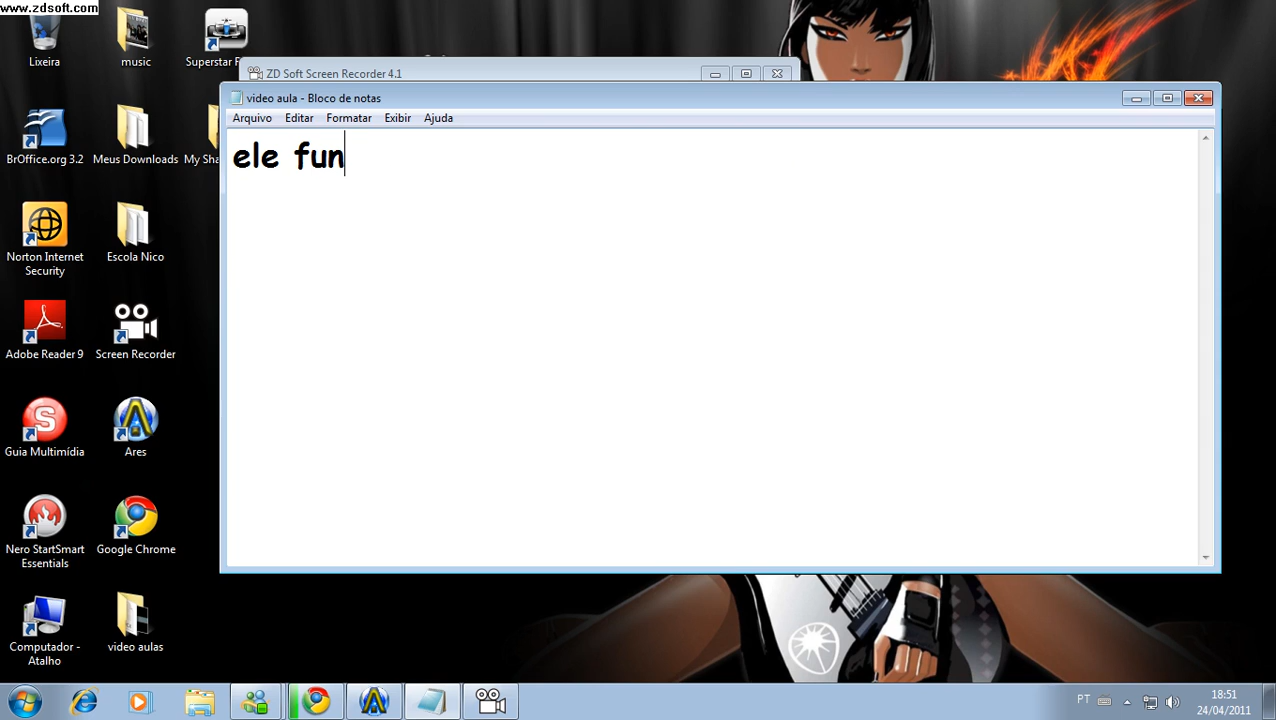 www.zdsoft.com
Lixeira
music
Superstar
ZD Soft Screen Recorder 4.1
video aula - Bloco de notas
Arquivo Editar Formatar Exibir Ajuda
ele fun
BrOffice.org 3.2
Meus Downloads
My Sha
Norton Internet
Security
Escola Nico
Adobe Reader 9
Screen Recorder
Guia Multimídia
Ares
Nero StartSmart
Essentials
Google Chrome
Computador -
Atalho
video aulas
PT
18:51
24/04/2011